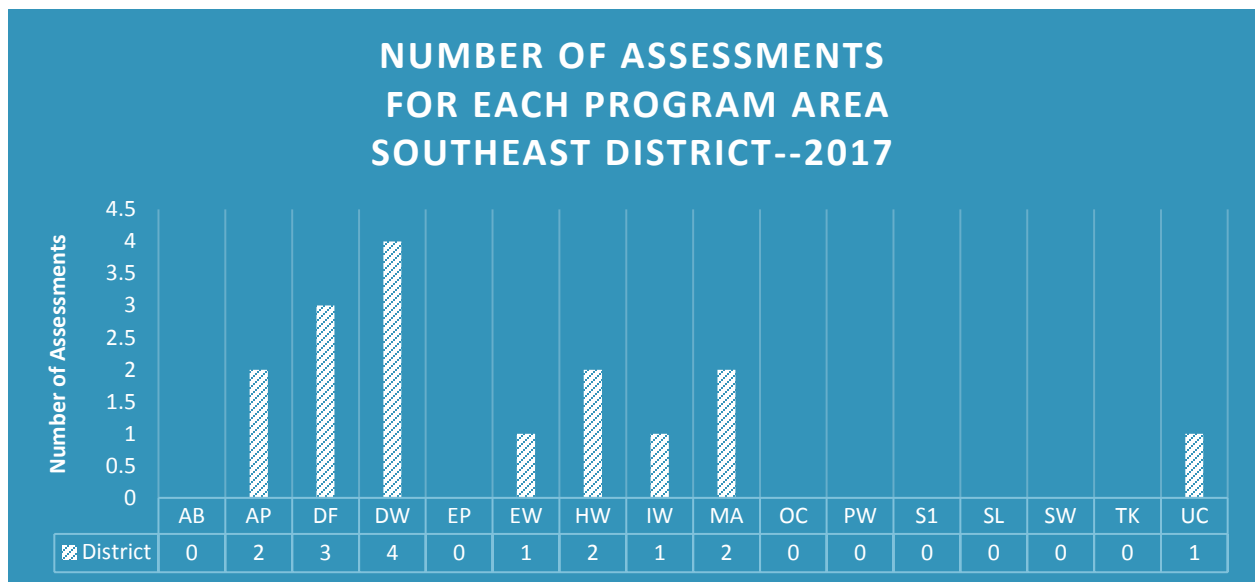 NUMBER OF ASSESSMENTS
FOR EACH PROGRAM AREA
SOUTHEAST DISTRICT--2017
Number of Assessments
4.5
4
3.5
3
2.5
2
1.5
1
0.5
0
AB AP DF DW EP EW HW IW MA OC PW S1 SL SW TK UC
District 0 2 3 4 0 1 2 1 2 0 0 0 0 0 0 1